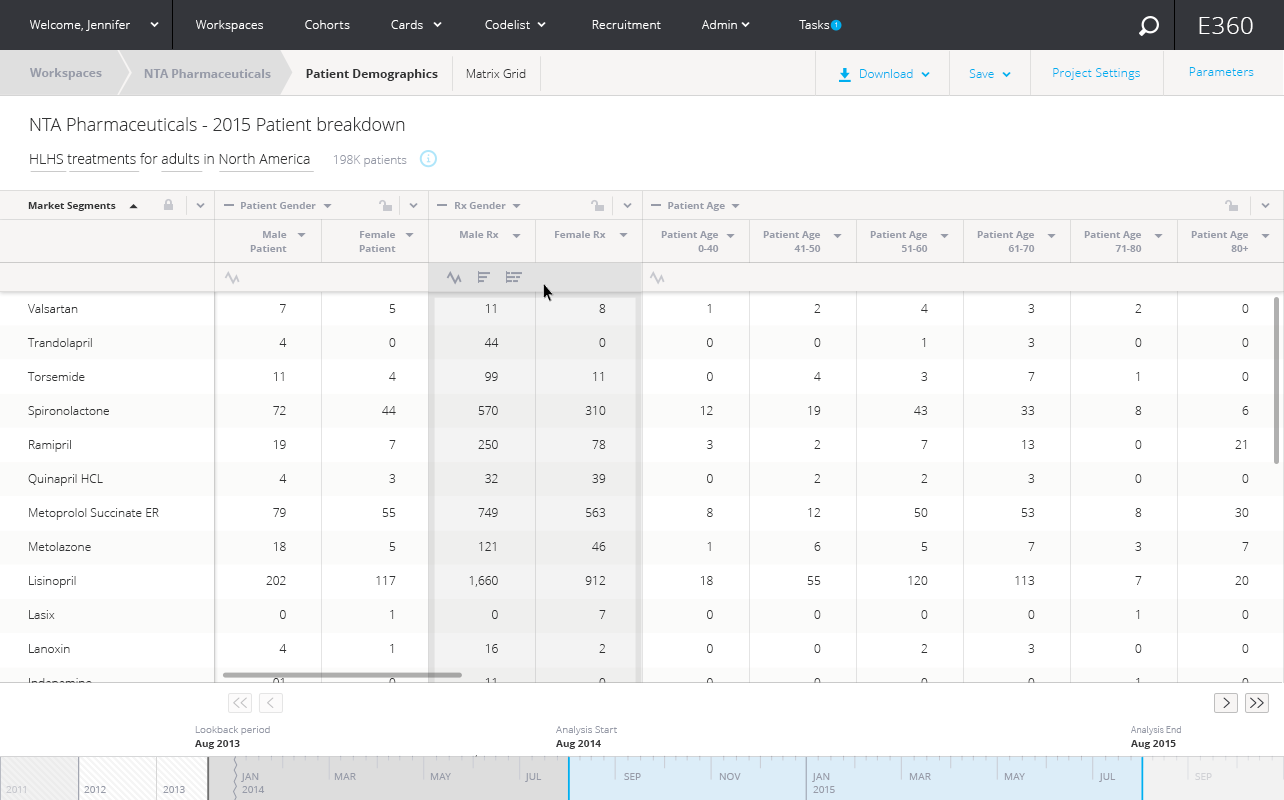 Welcome, Jennifer Workspaces Cohorts Cards Codelist Recruitment Admin Tasks 1 E360
Workspaces NTA Pharmaceuticals Patient Demographics Matrix Grid Download Save Project Settings Parameters
NTA Pharmaceuticals - 2015 Patient breakdown
HLHS treatments for adults in North America 198K patients i
Market Segments Patient Gender Rx Gender Patient Age
Male Patient Female Patient Male Rx Female Rx Patient Age 0-40 Patient Age 41-50 Patient Age 51-60 Patient Age 61-70 Patient Age 71-80 Patient Age 80+
Valsartan 7 5 11 8 1 2 4 3 2 0
Trandolapril 4 0 44 0 0 0 1 3 0 0
Torsemide 11 4 99 11 0 4 3 7 1 0
Spironolactone 72 44 570 310 12 19 43 33 8 6
Ramipril 19 7 250 78 3 2 7 13 0 21
Quinapril HCL 4 3 32 39 0 2 2 3 0 0
Metoprolol Succinate ER 79 55 749 563 8 12 50 53 8 30
Metolazone 18 5 121 46 1 6 5 7 3 7
Lisinopril 202 117 1,660 912 18 55 120 113 7 20
Lasix 0 1 0 7 0 0 0 0 1 0
Lanoxin 4 1 16 2 0 0 2 3 0 0
Lookback period Analysis Start Analysis End
Aug 2013 Aug 2014 Aug 2015
JAN MAR MAY JUL SEP NOV JAN MAR MAY JUL SEP
2011 2012 2013 2014 2015